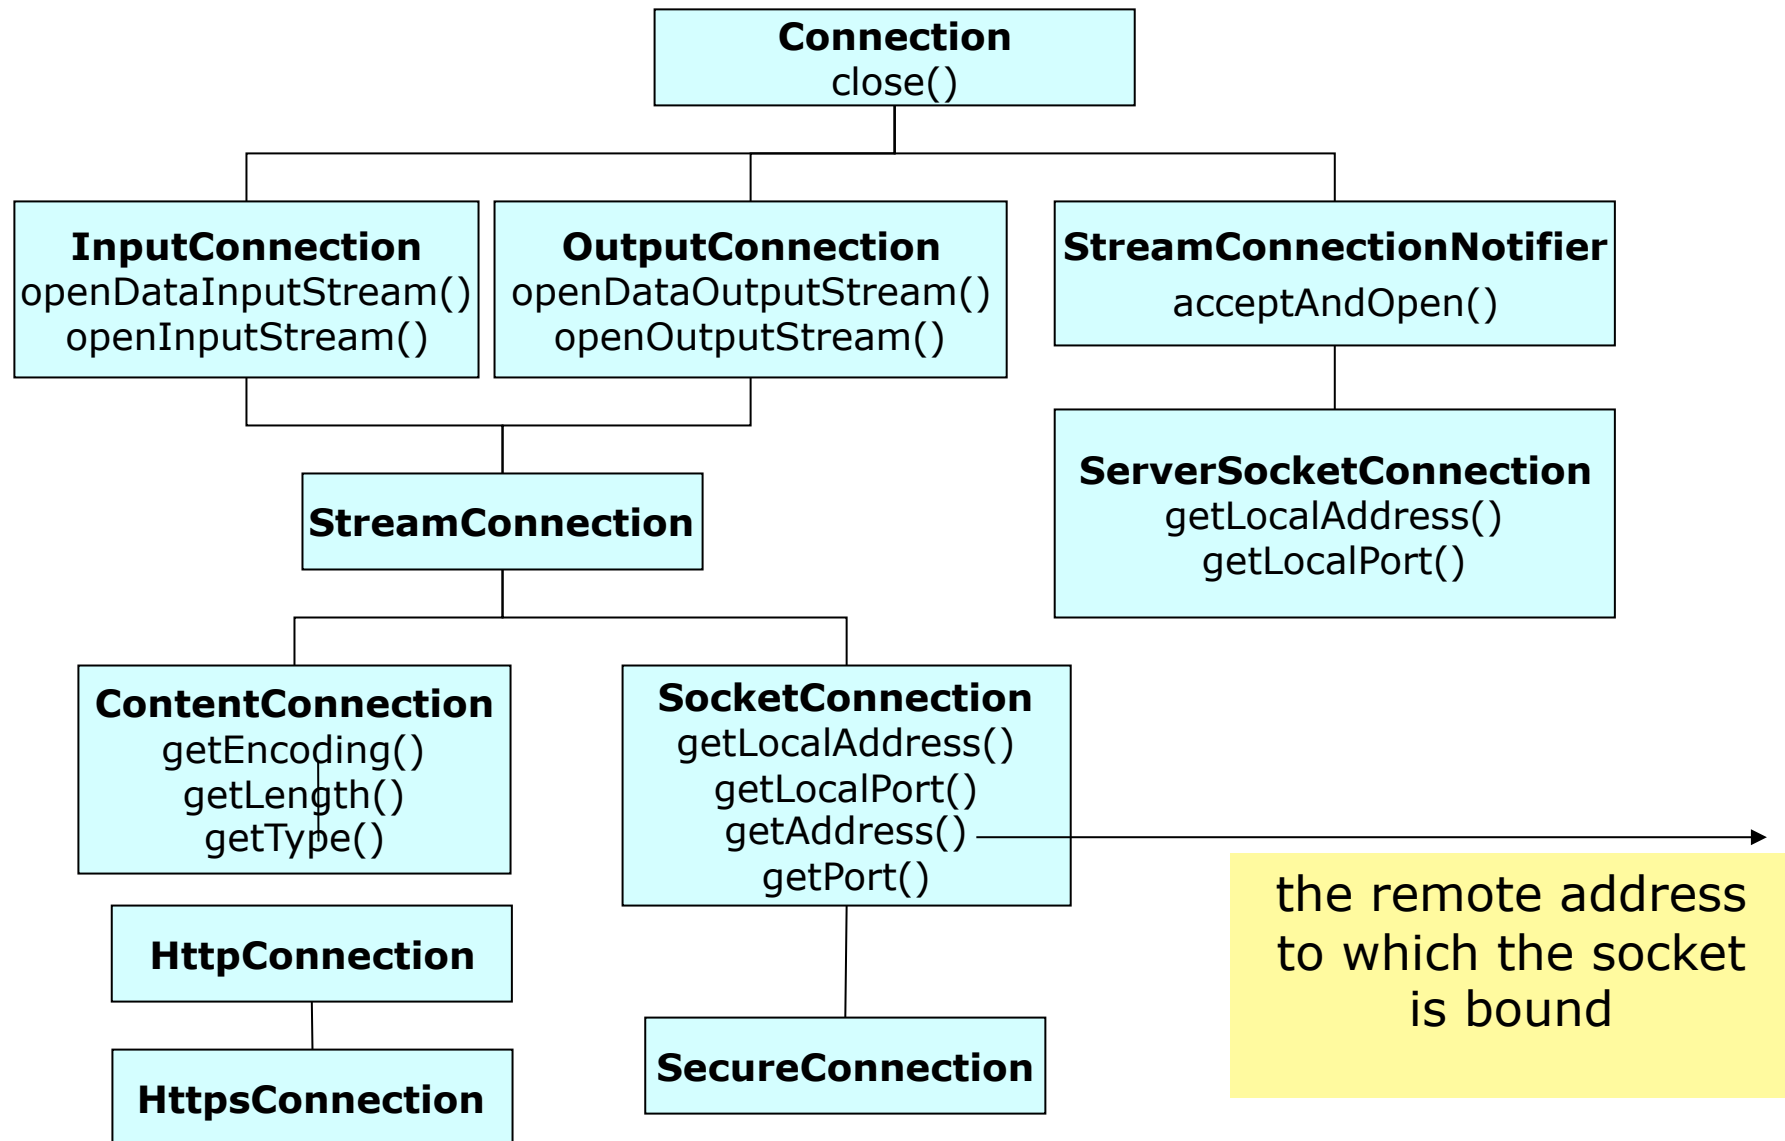 Connection
close()
InputConnection
openDataInputStream()
openInputStream()
OutputConnection
openDataOutputStream()
openOutputStream()
StreamConnectionNotifier
acceptAndOpen()
StreamConnection
ServerSocketConnection
getLocalAddress()
getLocalPort()
ContentConnection
getEncoding()
getLength()
getType()
SocketConnection
getLocalAddress()
getLocalPort()
getAddress()
getPort()
the remote address
to which the socket
is bound
HttpConnection
SecureConnection
HttpsConnection